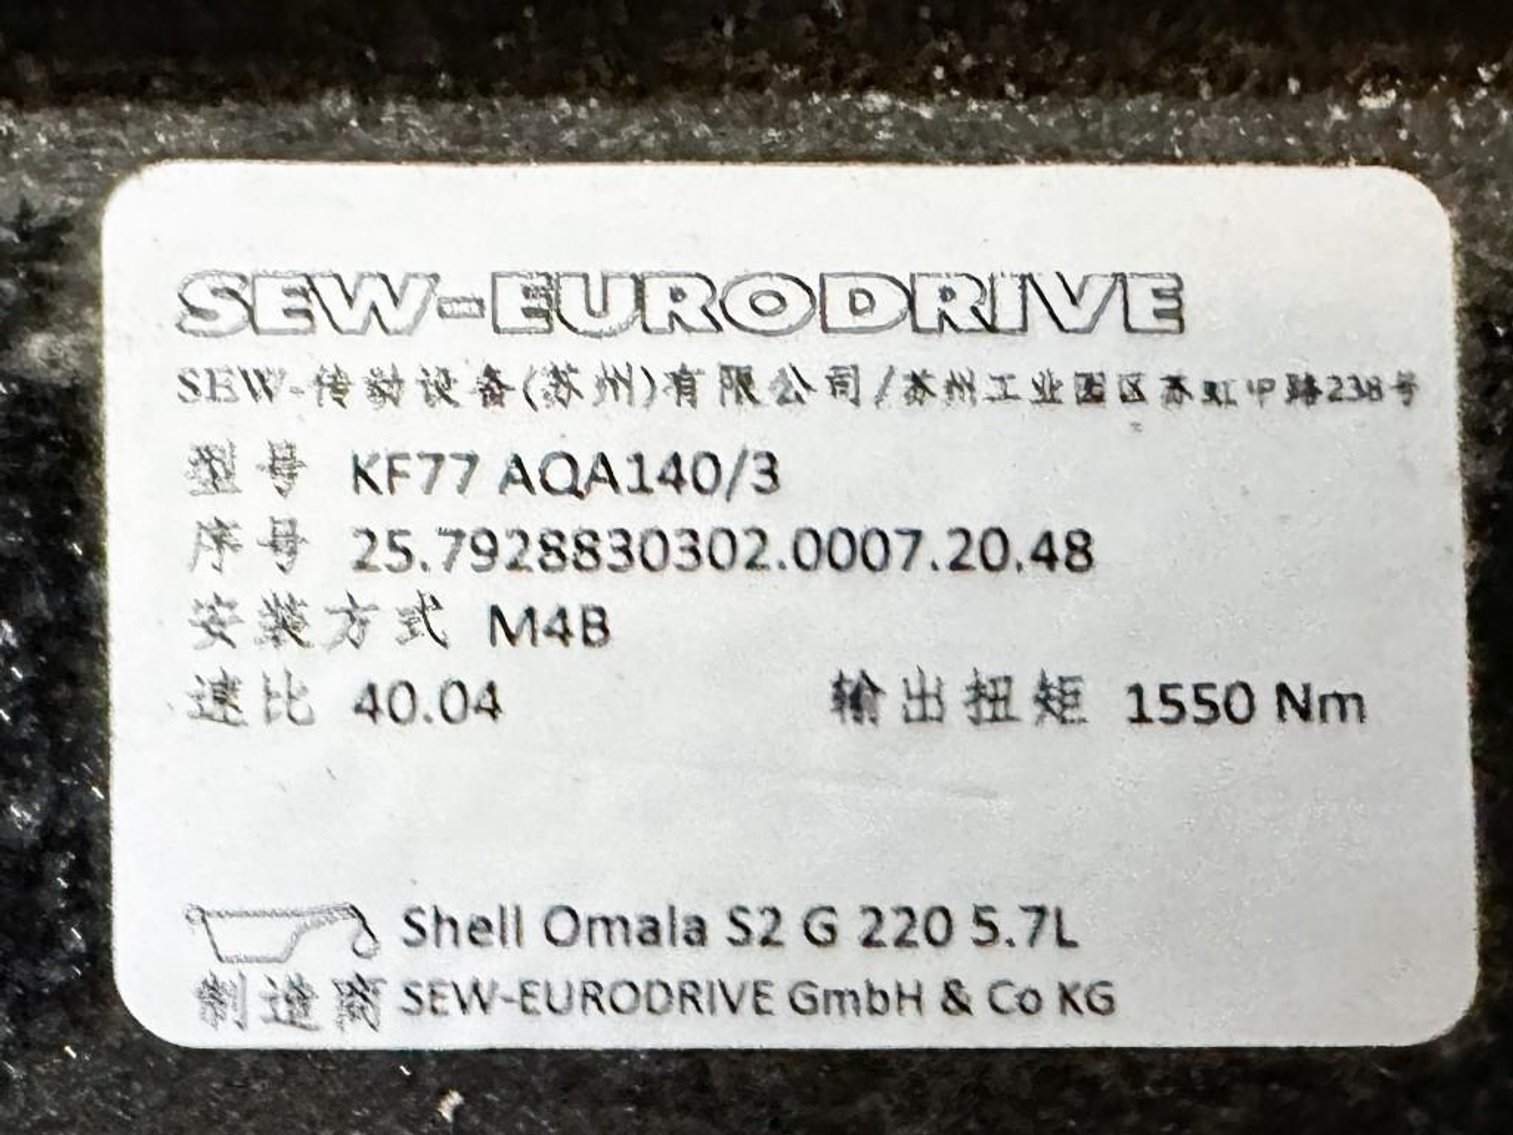 SEW-EURODRIVE
SEW-传动设备(苏州)有限公司/苏州工业园区苏虹中路238号
型号 KF77 AQA140/3
序号 25.7928830302.0007.20.48
安装方式 M4B
速比 40.04 输出扭矩 1550 Nm
Shell Omala S2 G 220 5.7L
制造商 SEW-EURODRIVE GmbH & Co KG